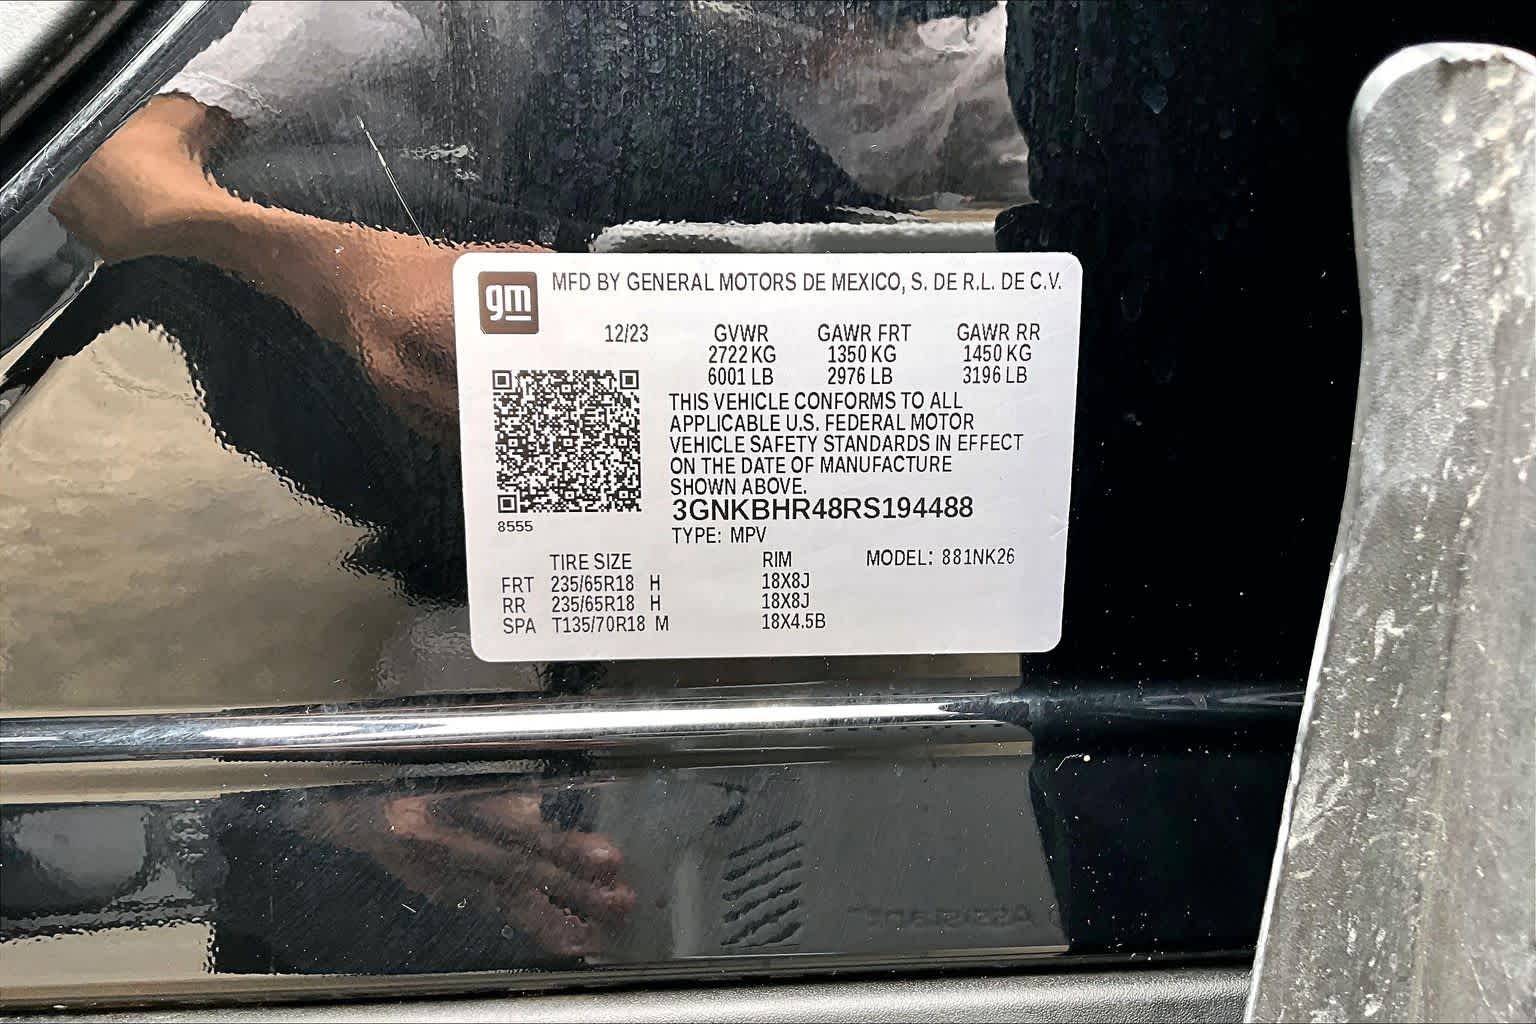 gm
MFD BY GENERAL MOTORS DE MEXICO, S. DE R.L. DE C.V.
12/23 GVWR GAWR FRT GAWR RR
2722 KG 1350 KG 1450 KG
6001 LB 2976 LB 3196 LB
THIS VEHICLE CONFORMS TO ALL
APPLICABLE U.S. FEDERAL MOTOR
VEHICLE SAFETY STANDARDS IN EFFECT
ON THE DATE OF MANUFACTURE
SHOWN ABOVE.
3GNKBHR48RS194488
8555
TYPE: MPV
TIRE SIZE RIM MODEL: 881NK26
FRT 235/65R18 H 18X8J
RR 235/65R18 H 18X8J
SPA T135/70R18 M 18X4.5B